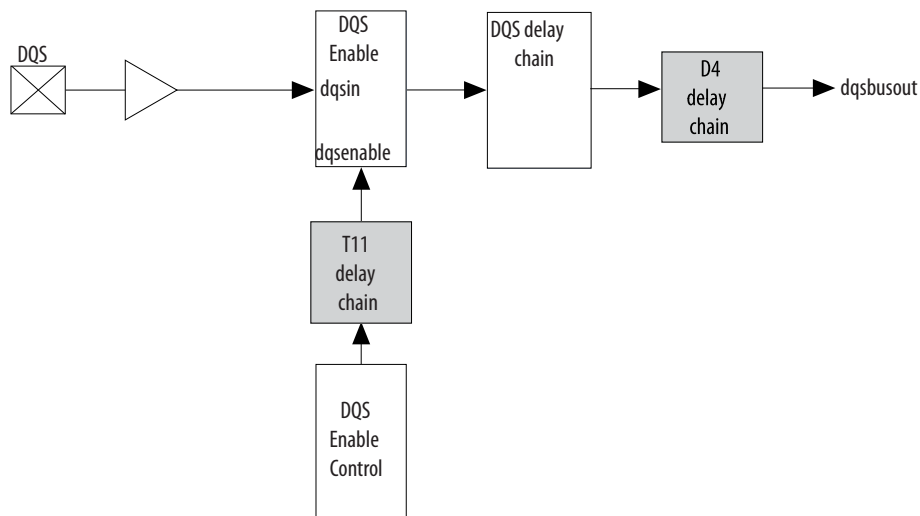 DQS
DQS
Enable
dqsin
dqsenable
DQS delay
chain
D4
delay
chain
dqsbusout
T11
delay
chain
DQS
Enable
Control